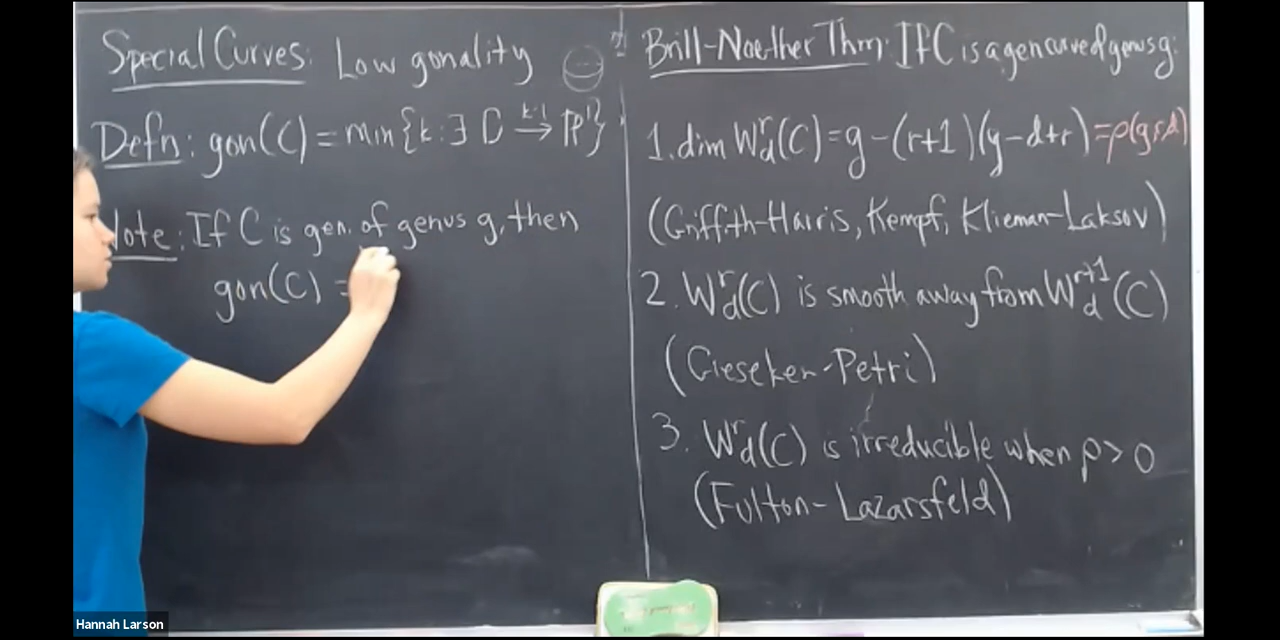 Special Curves: Low gonality
Defn: gon(C) = min{k: ∃ C →^{k:1} ℙ¹}
Note: If C is gen. of genus g, then
gon(C) =
Brill-Noether Thm: If C is a gen curve of genus g:
1. dim W^r_d(C) = g - (r+1)(g-d+r) = ρ(g,r,d)
(Griffith-Harris, Kempf, Klieman-Laksov)
2. W^r_d(C) is smooth away from W^{r+1}_d(C)
(Gieseker-Petri)
3. W^r_d(C) is irreducible when ρ > 0
(Fulton-Lazarsfeld)
Hannah Larson